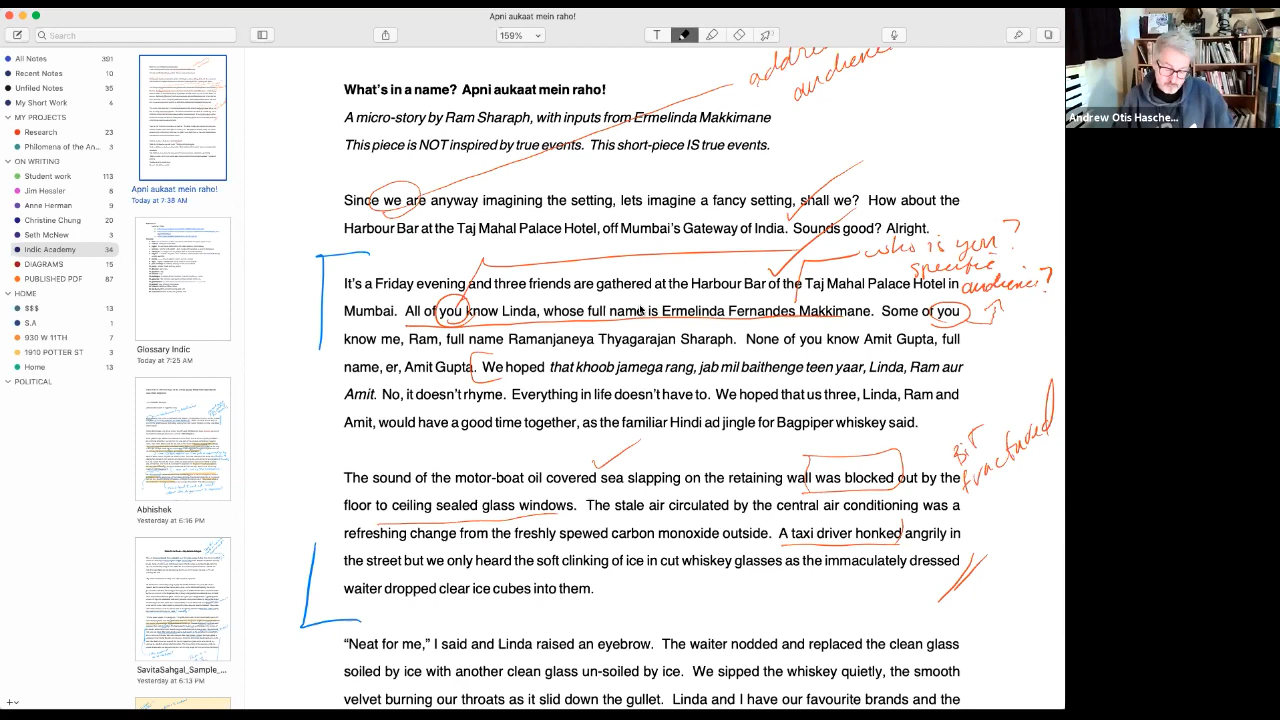 Apni aukaat mein raho!
Search
159%
T
All Notes 391
Recent Notes 10
Unfiled Notes 35
My Short Work 6
MY PROJECTS
Research 23
Philomens of the An... 3
ON WRITING
Student work 113
Jim Hessler 8
Anne Herman 9
Christine Chung 20
Seth McNew 3
Indic Academy 34
DIAGRAMS 15
PUBLISHED PDF 87
HOME
$$$ 13
S.A 1
930 W 11TH 7
1910 POTTER ST 3
Home 13
POLITICAL
Apni aukaat mein raho!
Today at 7:38 AM
Glossary Indic
Today at 7:25 AM
Abhishek
Yesterday at 6:16 PM
SavitaSahgal_Sample_...
Yesterday at 6:13 PM
audience
What's in a name? Apni aukaat mein raho!
A micro-story by Ram Sharaph, with inputs from Ermelinda Makkimane
This piece is NOT inspired by true events. This short-piece IS true events.
Since we are anyway imagining the setting, lets imagine a fancy setting, shall we? How about the
Harbour Bar at the Taj Mahal Palace Hotel, off Mumbai's Gateway of India. Sounds good? Alright.
who is your
specific
audience?
It's a Friday evening and three friends are gathered at the Harbour Bar of the Taj Mahal Palace Hotel in
Mumbai. All of you know Linda, whose full name is Ermelinda Fernandes Makkimane. Some of you
know me, Ram, full name Ramanjaneya Thyagarajan Sharaph. None of you know Amit Gupta, full
name, er, Amit Gupta. We hoped that khoob jamega rang, jab mil baithenge teen yaar, Linda, Ram aur
Amit. No, it doesn't rhyme. Everything in life doesn't have to. We hoped that us three, Linda, Ram and
Amit would have a good time together, as the familiar Hindi ad jingle for Bagpiper whiskey said.
Bit
fractured
The sound of the motor-boat oil covered sea slapping on the retaining wall was blocked out by the
floor to ceiling sealed glass windows. The stale air circulated by the central air conditioning was a
refreshing change from the freshly spewed carbon monoxide outside. A taxi driver honked angrily in
the street but we only heard the soft clinking of ice in cut whiskey glasses as the immaculately dressed
waiter dropped clear ice cubes into them.
'Neat for me,' I said and Linda raised an eyebrow. The waiter nodded and replaced the clean glass
soiled by ice with another clean glass un-soiled by ice. We sipped the whiskey quietly, the smooth
velvet burning our throats as it slid down the gullet. Linda and I have our favourite brands and the
Andrew Otis Hasche...